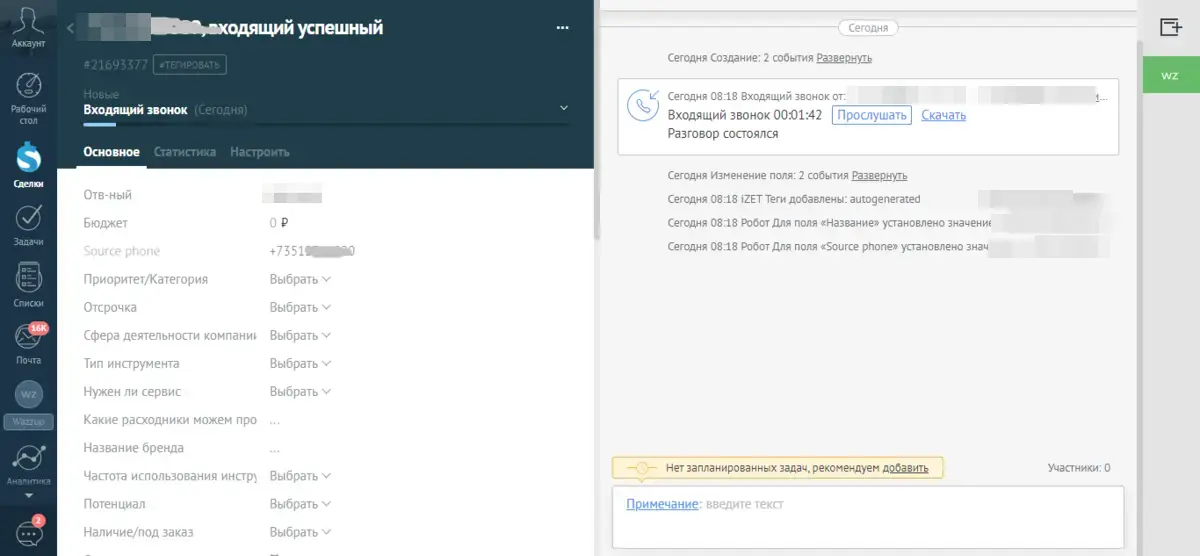 Аккаунт
Рабочий
стол
Сделки
Задачи
Списки
16K
Почта
WZ
Wazzup
Аналитика
2
входящий успешный
#21693377 #ТЕГИРОВАТЬ
Новые
Входящий звонок (Сегодня)
Основное Статистика Настроить
Отв-ный
Бюджет 0 ₽
Source phone +7351
Приоритет/Категория Выбрать
Отсрочка Выбрать
Сфера деятельности компании Выбрать
Тип инструмента Выбрать
Нужен ли сервис Выбрать
Какие расходники можем про ...
Название бренда ...
Частота использования инстру Выбрать
Потенциал Выбрать
Наличие/под заказ Выбрать
Сегодня
Сегодня Создание: 2 события Развернуть
Сегодня 08:18 Входящий звонок от:
Входящий звонок 00:01:42 Прослушать Скачать
Разговор состоялся
Сегодня Изменение поля: 2 события Развернуть
Сегодня 08:18 iZET Теги добавлены: autogenerated
Сегодня 08:18 Робот Для поля «Название» установлено значение
Сегодня 08:18 Робот Для поля «Source phone» установлено знач
Нет запланированных задач, рекомендуем добавить
Участники: 0
Примечание: введите текст
WZ